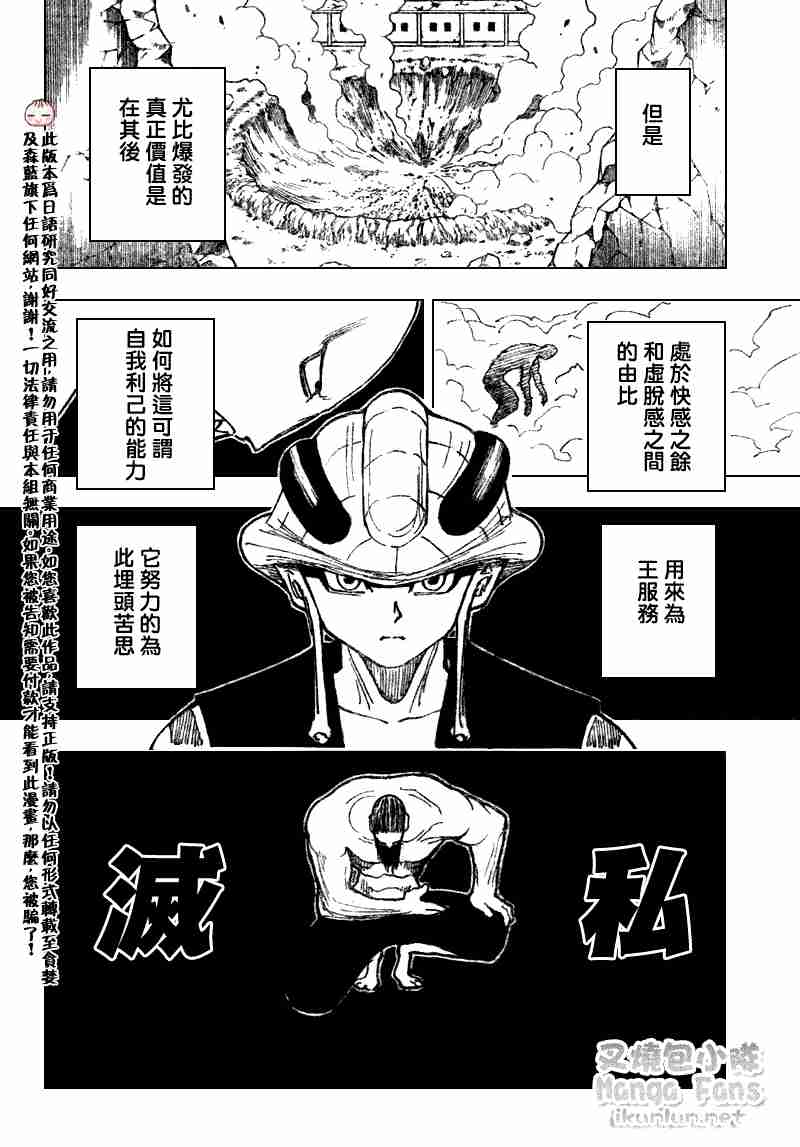 但是
尤比爆發的
真正價值是
在其後
處於快感之餘
和虛脫感之間
的由比
如何將這可謂
自我利己的能力
用來為
王服務
它努力的為
此埋頭苦思
私
滅
此版本爲日語研究同好交流之用,請勿用于任何商業用途,如您喜歡此作品,請支持正版!請勿以任何形式轉載至貪婪
及森藍旗下任何網站,謝謝!一切法律責任與本組無關,如果您被告知需要付款才能看到此漫畫,那麼,您被騙了!
又燒包小隊
Manga Fans
ikunlun.net